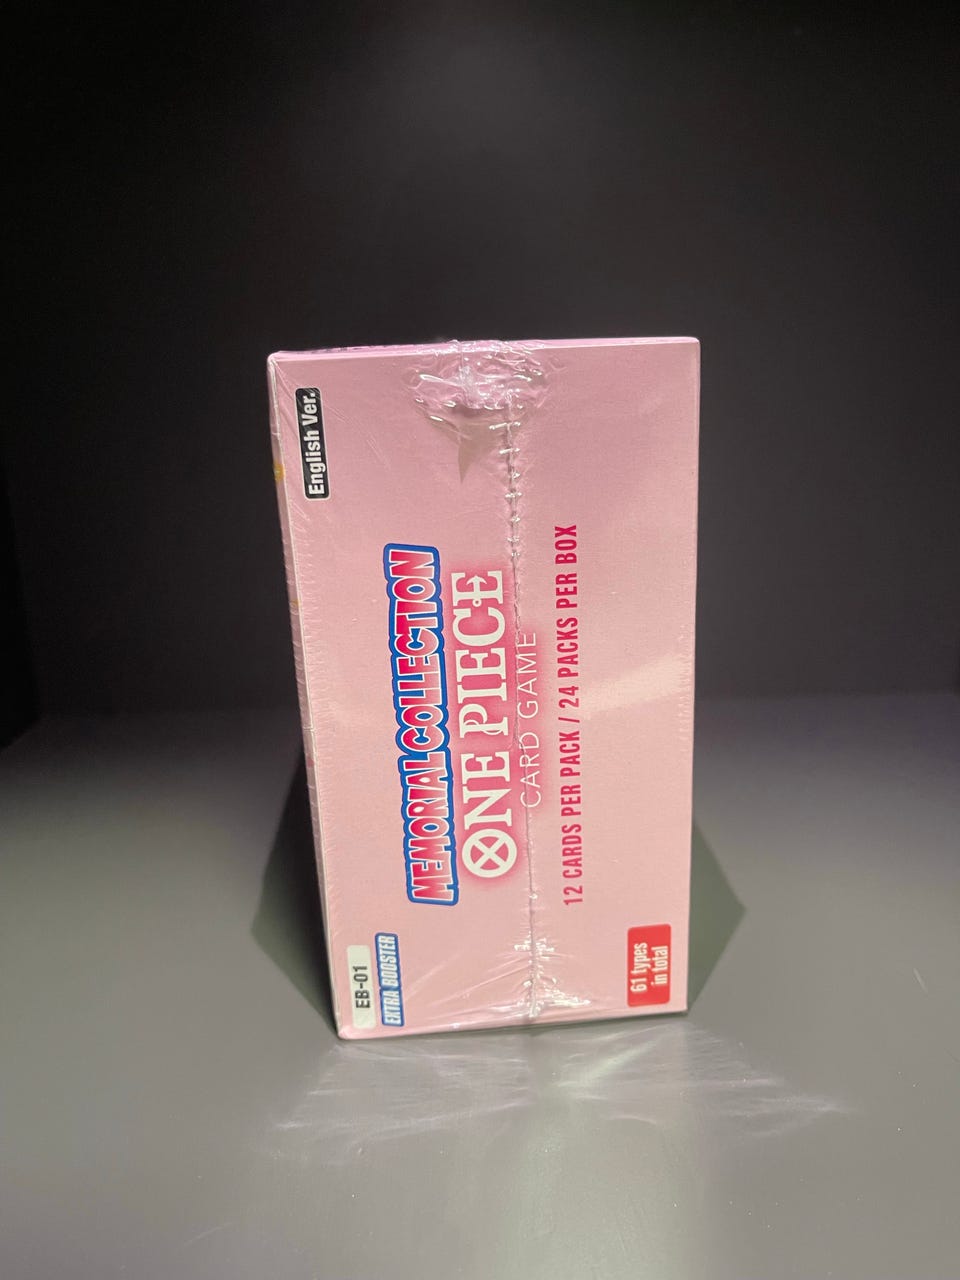 English Ver.
MEMORIAL COLLECTION
ONE PIECE
CARD GAME
12 CARDS PER PACK / 24 PACKS PER BOX
EB-01
EXTRA BOOSTER
61 types
in total